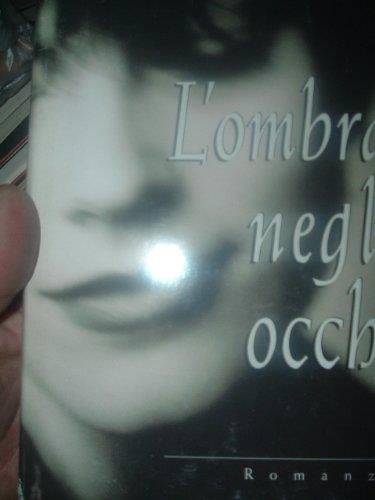 L'ombra
negl
occh
Romanz